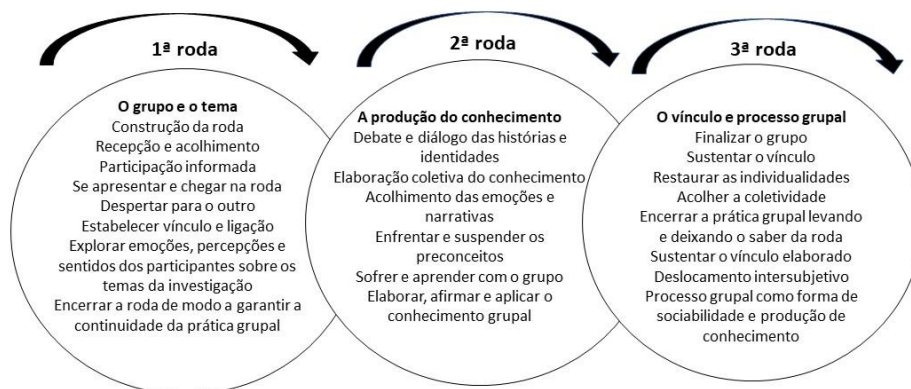 1ª roda
O grupo e o tema
Construção da roda
Recepção e acolhimento
Participação informada
Se apresentar e chegar na roda
Despertar para o outro
Estabelecer vínculo e ligação
Explorar emoções, percepções e
sentidos dos participantes sobre os
temas da investigação
Encerrar a roda de modo a garantir a
continuidade da prática grupal
2ª roda
A produção do conhecimento
Debate e diálogo das histórias e
identidades
Elaboração coletiva do conhecimento
Acolhimento das emoções e
narrativas
Enfrentar e suspender os
preconceitos
Sofrer e aprender com o grupo
Elaborar, afirmar e aplicar o
conhecimento grupal
3ª roda
O vínculo e processo grupal
Finalizar o grupo
Sustentar o vínculo
Restaurar as individualidades
Acolher a coletividade
Encerrar a prática grupal levando
e deixando o saber da roda
Sustentar o vínculo elaborado
Deslocamento intersubjetivo
Processo grupal como forma de
sociabilidade e produção de
conhecimento